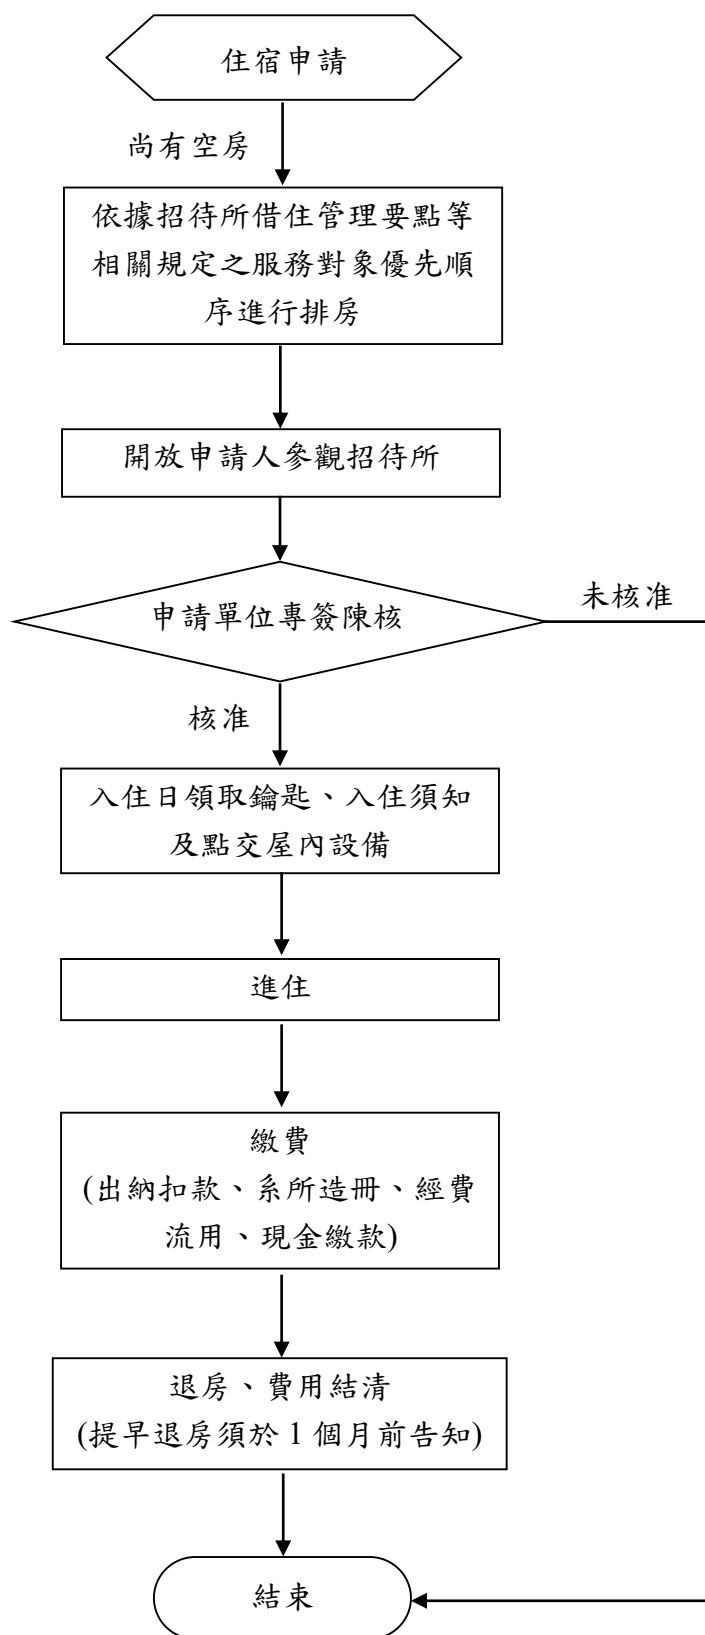 住宿申請
尚有空房
依據招待所借住管理要點等
相關規定之服務對象優先順
序進行排房
開放申請人參觀招待所
申請單位專簽陳核
未核准
核准
入住日領取鑰匙、入住須知
及點交屋內設備
進住
繳費
(出納扣款、系所造冊、經費
流用、現金繳款)
退房、費用結清
(提早退房須於 1 個月前告知)
結束